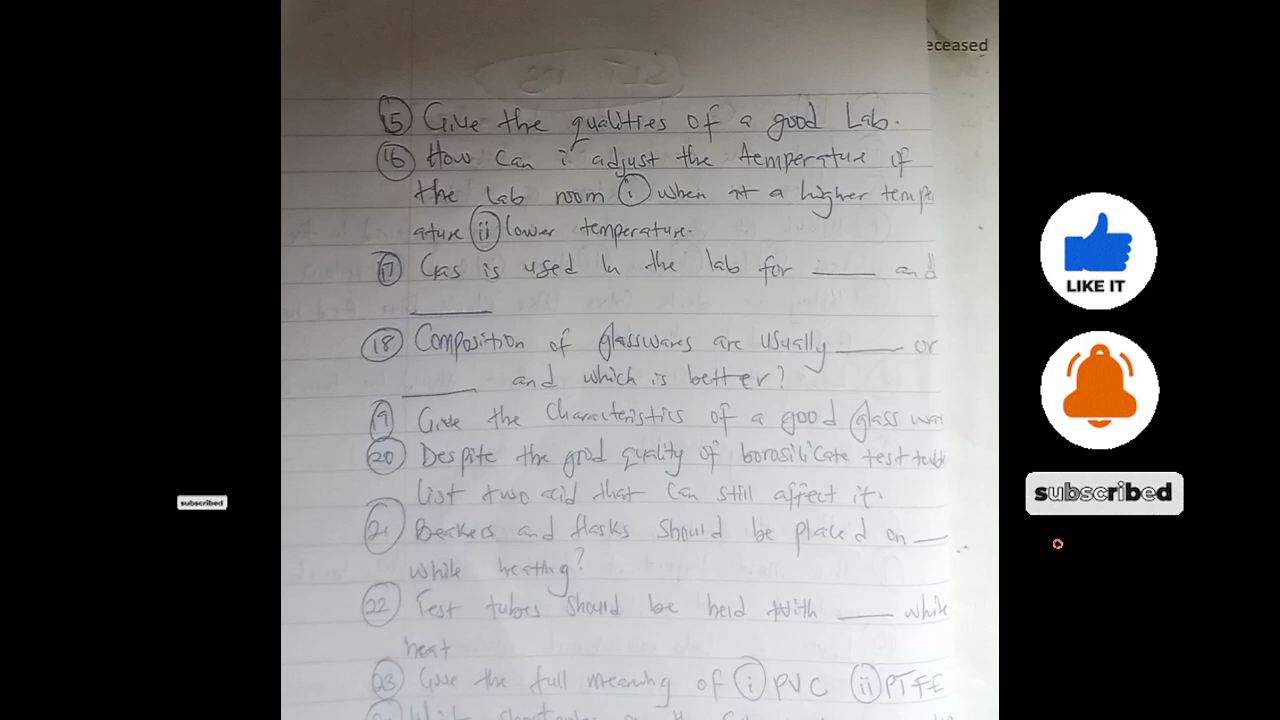 eceased
15 Give the qualities of a good Lab.
16 How can i adjust the temperature of
the lab room i when it a higher temper
ature ii lower temperature.
17 Gas is used in the lab for ____ and
____
18 Composition of glasswares are usually ____ or
____ and which is better?
19 Give the characteristics of a good glass war
20 Despite the good quality of borosilicate test tube
list two acid that can still affect it.
21 Beakers and flasks should be placed on __
while heating?
22 Test tubes should be held with ____ while
heat
23 Give the full meaning of i PVC ii PTFE
LIKE IT
subscribed
subscribed